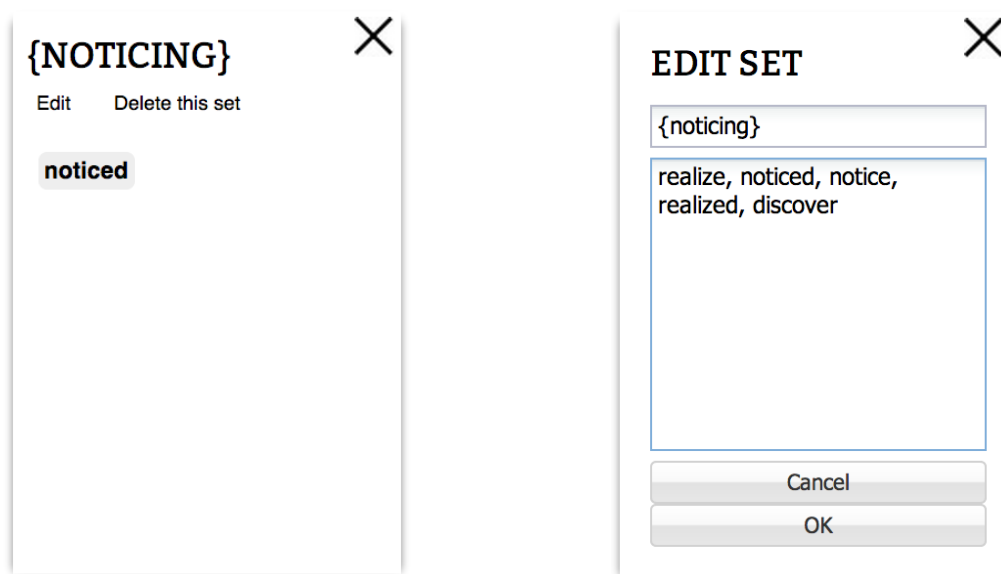 {NOTICING}
Edit Delete this set
noticed
EDIT SET
{noticing}
realize, noticed, notice,
realized, discover
Cancel
OK